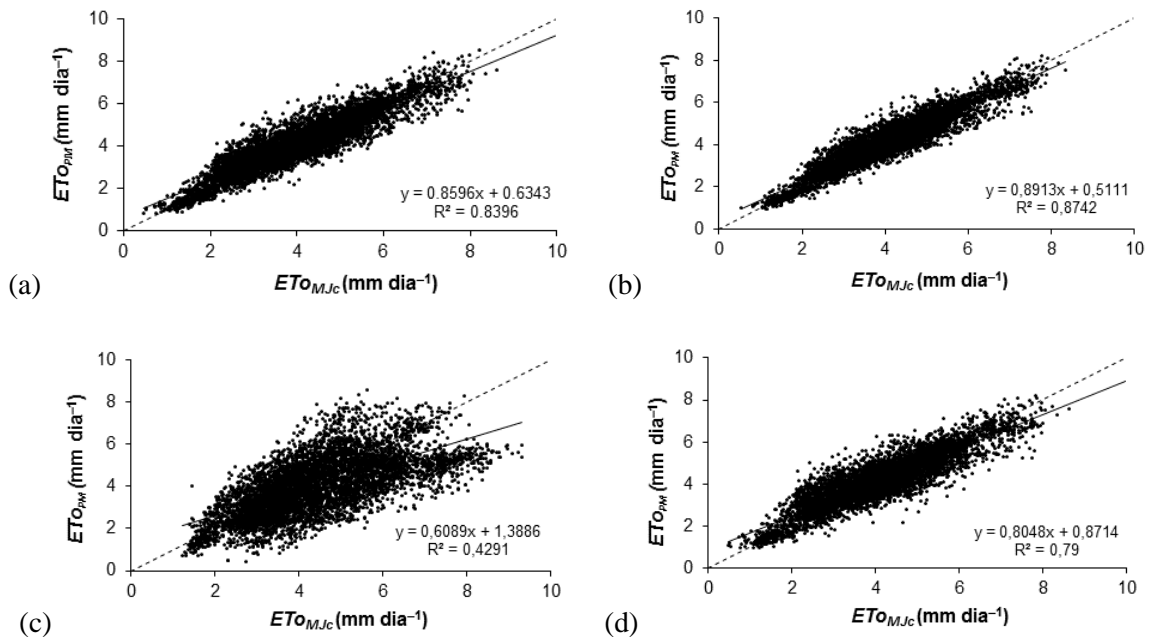 10
8
6
4
2
0
ETo_PM (mm dia⁻¹)
y = 0.8596x + 0.6343
R² = 0.8396
0 2 4 6 8 10
ETo_MJc (mm dia⁻¹)
(a)
10
8
6
4
2
0
ETo_PM (mm dia⁻¹)
y = 0,8913x + 0,5111
R² = 0,8742
0 2 4 6 8 10
ETo_MJc (mm dia⁻¹)
(b)
10
8
6
4
2
0
ETo_PM (mm dia⁻¹)
y = 0,6089x + 1,3886
R² = 0,4291
0 2 4 6 8 10
ETo_MJc (mm dia⁻¹)
(c)
10
8
6
4
2
0
ETo_PM (mm dia⁻¹)
y = 0,8048x + 0,8714
R² = 0,79
0 2 4 6 8 10
ETo_MJc (mm dia⁻¹)
(d)